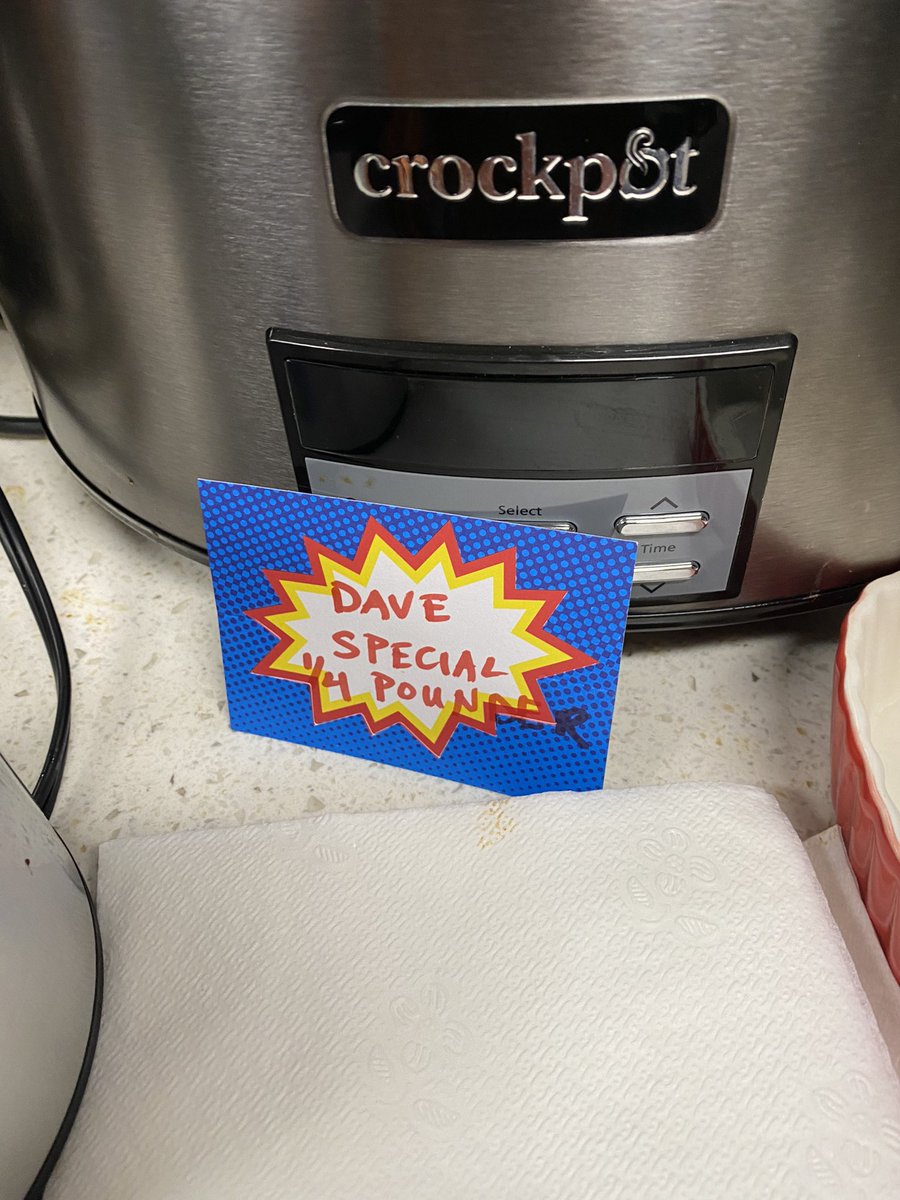 crockpot
Select
Time
DAVE
SPECIAL
1/4 POUNDER